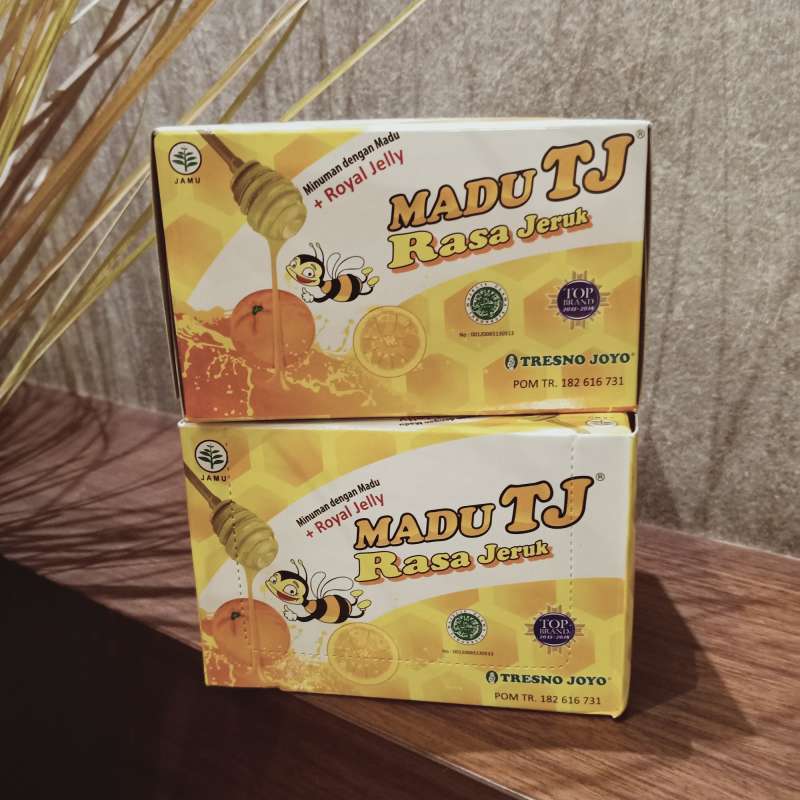 JAMU
Minuman dengan Madu
+ Royal Jelly
MADU TJ®
Rasa Jeruk
TOP
BRAND
TRESNO JOYO®
POM TR. 182 616 731
JAMU
Minuman dengan Madu
+ Royal Jelly
MADU TJ®
Rasa Jeruk
TOP
BRAND
TRESNO JOYO®
POM TR. 182 616 731